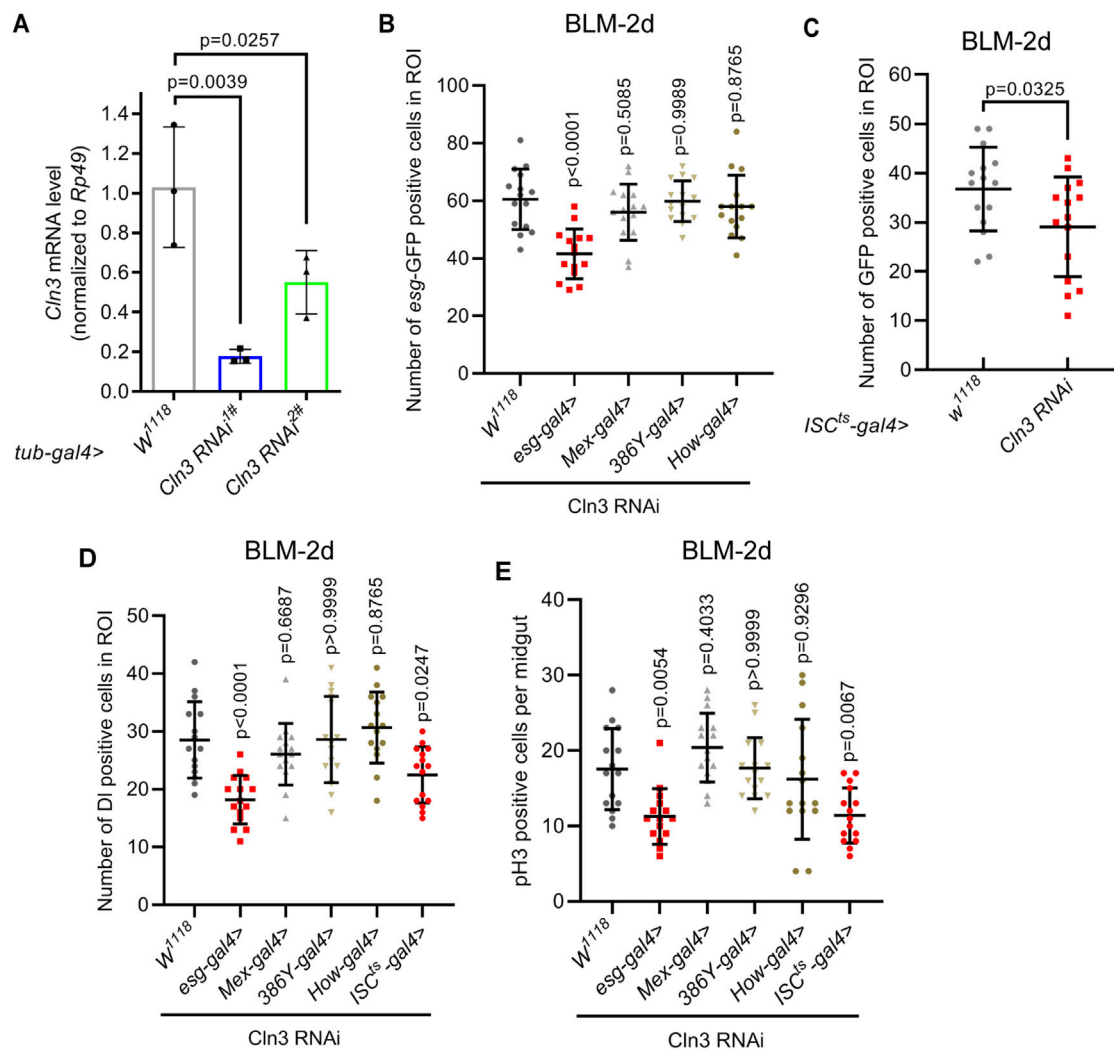 A
p=0.0257
p=0.0039
Cln3 mRNA level
(normalized to Rp49)
1.4
1.2
1.0
0.8
0.6
0.4
0.2
0.0
tub-gal4>
W1118
Cln3 RNAi1#
Cln3 RNAi2#
B
BLM-2d
Number of esg-GFP positive cells in ROI
100
80
60
40
20
0
p<0.0001
p=0.5085
p=0.9989
p=0.8765
W1118
esg-gal4>
Mex-gal4>
386Y-gal4>
How-gal4>
Cln3 RNAi
C
BLM-2d
p=0.0325
Number of GFP positive cells in ROI
60
50
40
30
20
10
0
ISCts-gal4>
w1118
Cln3 RNAi
D
BLM-2d
Number of DI positive cells in ROI
50
40
30
20
10
0
p<0.0001
p=0.6687
p>0.9999
p=0.8765
p=0.0247
W1118
esg-gal4>
Mex-gal4>
386Y-gal4>
How-gal4>
ISCts-gal4>
Cln3 RNAi
E
BLM-2d
pH3 positive cells per midgut
40
30
20
10
0
p=0.0054
p=0.4033
p>0.9999
p=0.9296
p=0.0067
W1118
esg-gal4>
Mex-gal4>
386Y-gal4>
How-gal4>
ISCts-gal4>
Cln3 RNAi